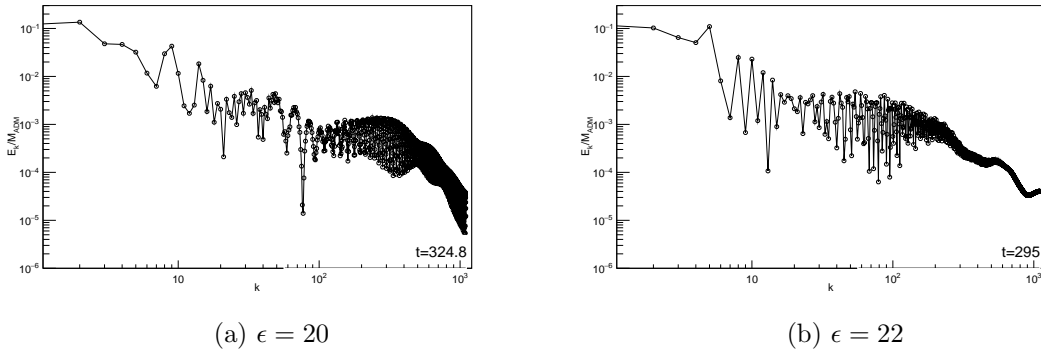 10⁻¹
10⁻²
10⁻³
10⁻⁴
10⁻⁵
10⁻⁶
E_k/M_ADM
10
10²
10³
k
t=324.8
(a) ϵ = 20
10⁻¹
10⁻²
10⁻³
10⁻⁴
10⁻⁵
10⁻⁶
E_k/M_ADM
10
10²
10³
k
t=295
(b) ϵ = 22